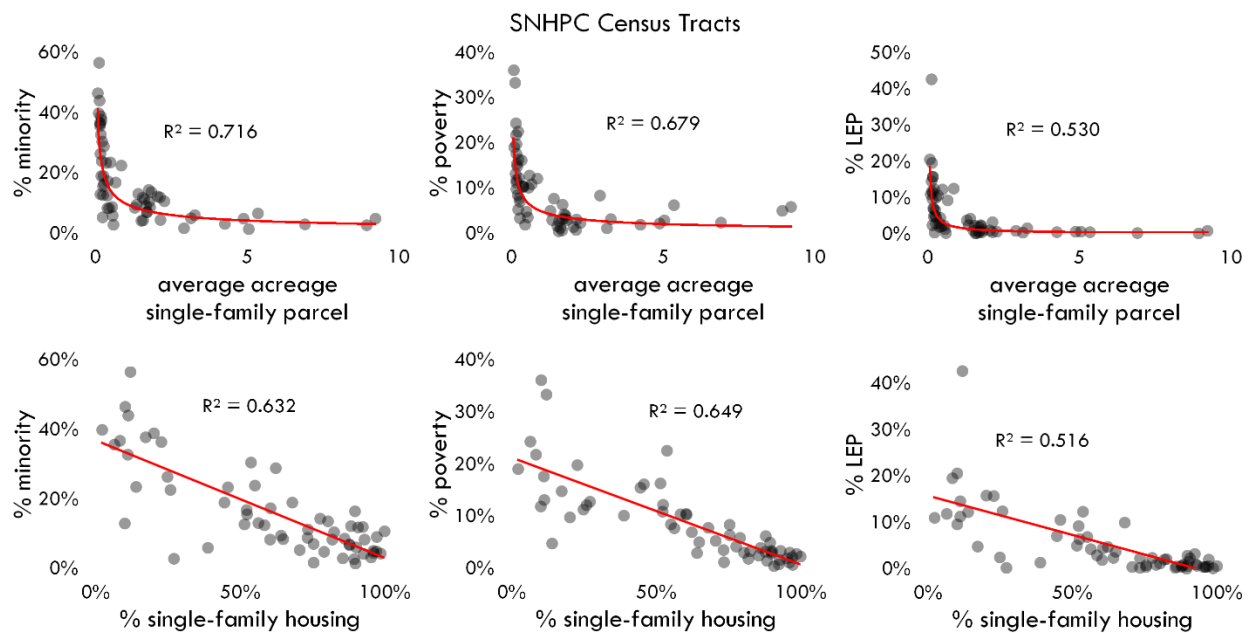 SNHPC Census Tracts
60%
40%
20%
0%
% minority
R² = 0.716
0
5
10
average acreage
single-family parcel
40%
30%
20%
10%
0%
% poverty
R² = 0.679
0
5
10
average acreage
single-family parcel
50%
40%
30%
20%
10%
0%
% LEP
R² = 0.530
0
5
10
average acreage
single-family parcel
60%
40%
20%
0%
% minority
R² = 0.632
0%
50%
100%
% single-family housing
40%
30%
20%
10%
0%
% poverty
R² = 0.649
0%
50%
100%
% single-family housing
40%
30%
20%
10%
0%
% LEP
R² = 0.516
0%
50%
100%
% single-family housing